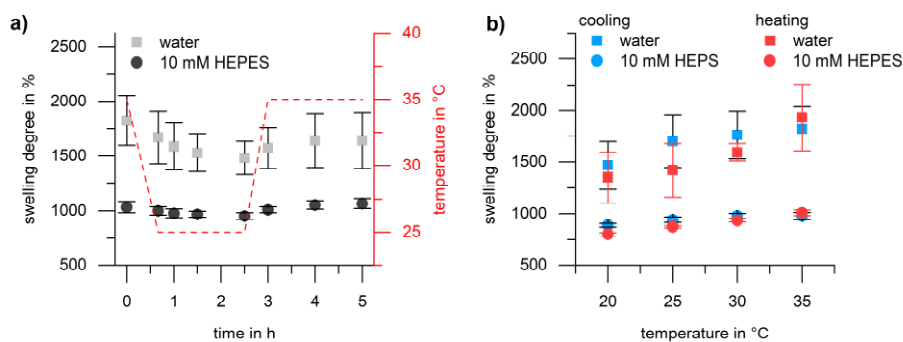 a)
water
10 mM HEPES
swelling degree in %
2500
2000
1500
1000
500
0
1
2
3
4
5
time in h
40
35
30
25
temperature in °C
b)
cooling
heating
water
water
10 mM HEPS
10 mM HEPES
swelling degree in %
2500
2000
1500
1000
500
20
25
30
35
temperature in °C